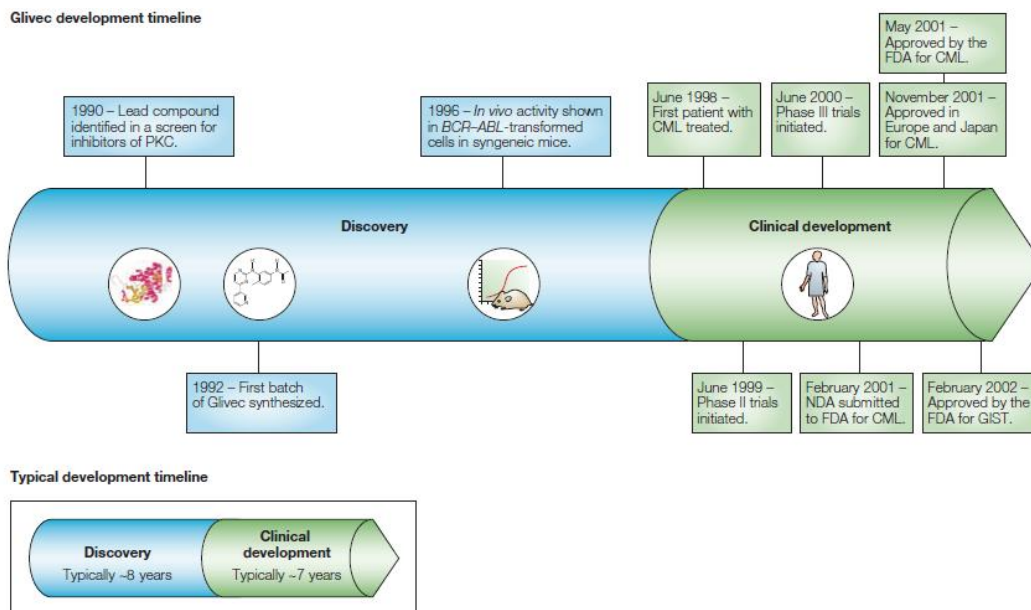 Glivec development timeline
May 2001 –
Approved by the
FDA for CML.
1990 – Lead compound
identified in a screen for
inhibitors of PKC.
1996 – In vivo activity shown
in BCR–ABL-transformed
cells in syngeneic mice.
June 1998 –
First patient with
CML treated.
June 2000 –
Phase III trials
initiated.
November 2001 –
Approved in
Europe and Japan
for CML.
Discovery
Clinical development
1992 – First batch
of Glivec synthesized.
June 1999 –
Phase II trials
initiated.
February 2001 –
NDA submitted
to FDA for CML.
February 2002 –
Approved by the
FDA for GIST.
Typical development timeline
Discovery
Typically ~8 years
Clinical
development
Typically ~7 years